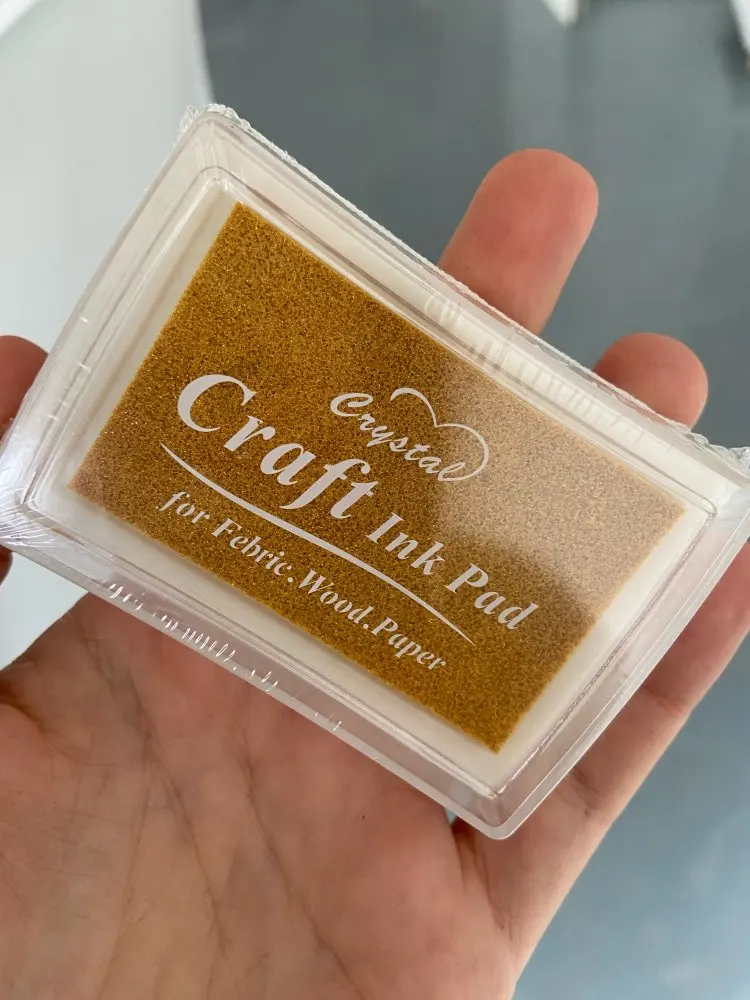 Crystal
Craft Ink Pad
for Febric.Wood.Paper